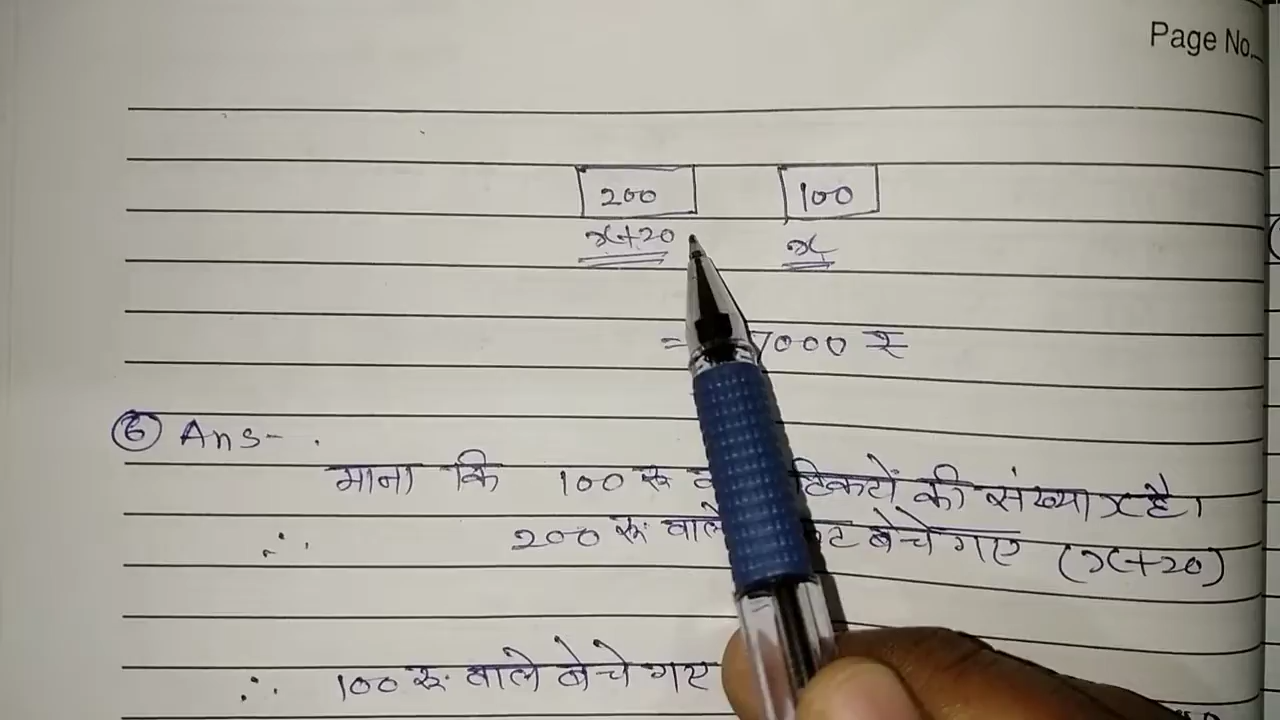 Page No.
200 100
x+20 x
= 7000 ₹
⑥ Ans- .
माना कि 100 रू टिकटों की संख्या x है।
∴ 200 रू. वाले बेचे गए (x+20)
∴ 100 रू. वाले बेचे गए